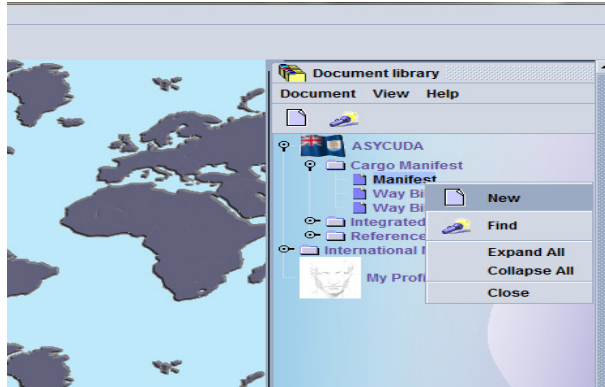 Document library
Document View Help
ASYCUDA
Cargo Manifest
Manifest
Way Bi
Way Bi
Integrated
Reference
International
My Profi
New
Find
Expand All
Collapse All
Close